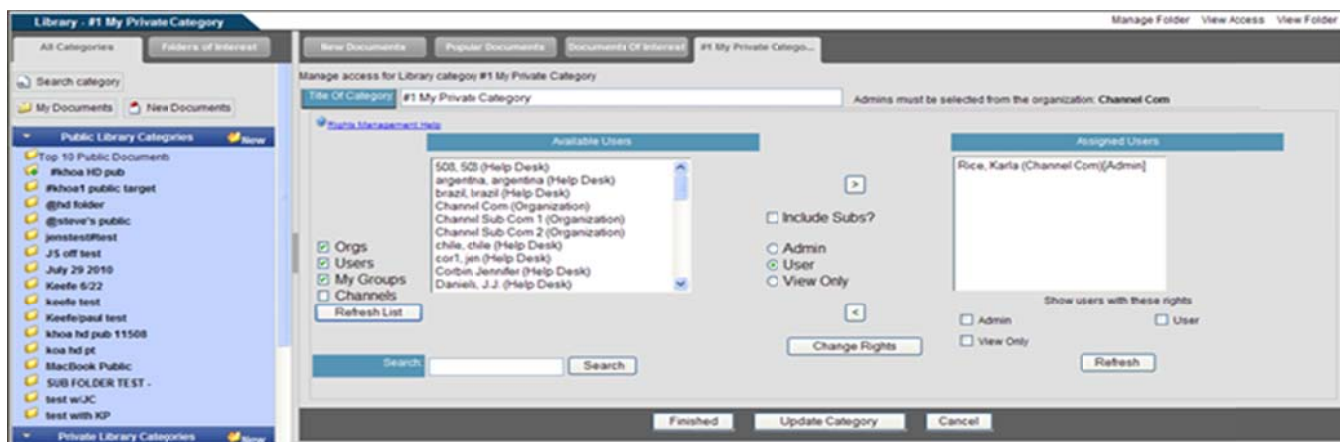 Library - #1 My Private Category
Manage Folder View Access View Folder
All Categories
Folders of Interest
New Documents
Popular Documents
Documents Of Interest
#1 My Private Catego...
Search category
My Documents
New Documents
Public Library Categories
New
Top 10 Public Documents
#khoa HD pub
#khoa1 public target
@hd folder
@steve's public
jenstest#test
JS off test
July 29 2010
Keefe 6/22
keefe test
Keefe/paul test
khoa hd pub 11508
koa hd pt
MacBook Public
SUB FOLDER TEST -
test w/JC
test with KP
Private Library Categories
New
Manage access for Library category #1 My Private Category
Title Of Category
#1 My Private Category
Admins must be selected from the organization: Channel Com
Rights Management Help
Available Users
508, 508 (Help Desk)
argentina, argentina (Help Desk)
brazil, brazil (Help Desk)
Channel Com (Organization)
Channel Sub Com 1 (Organization)
Channel Sub Com 2 (Organization)
chile, chile (Help Desk)
cor1, jen (Help Desk)
Corbin Jennifer (Help Desk)
Daniels, J.J. (Help Desk)
Orgs
Users
My Groups
Channels
Refresh List
Search
Search
>
Include Subs?
Admin
User
View Only
<
Change Rights
Assigned Users
Rice, Karla (Channel Com)[Admin]
Show users with these rights
Admin
User
View Only
Refresh
Finished
Update Category
Cancel